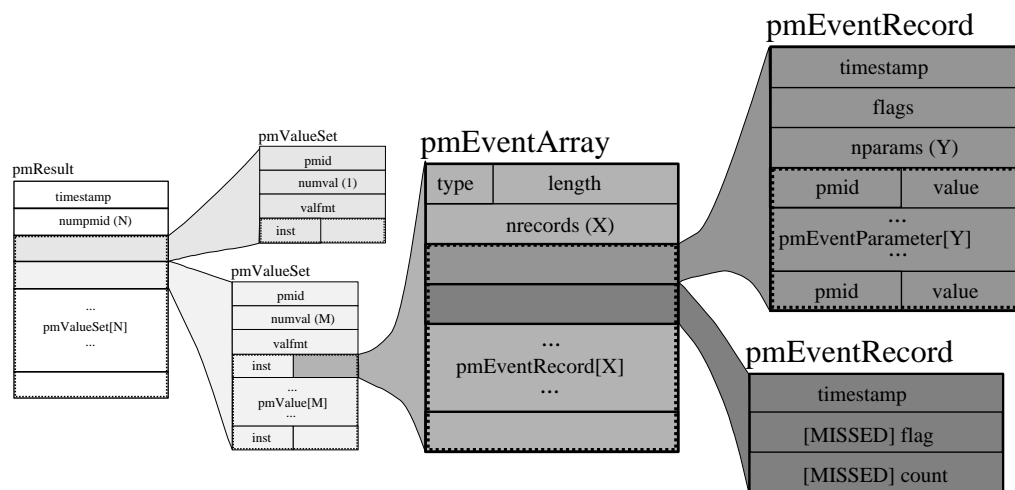 pmResult
timestamp
numpmid (N)
...
pmValueSet[N]
...
pmValueSet
pmid
numval (1)
valfmt
inst
pmValueSet
pmid
numval (M)
valfmt
inst
...
pmValue[M]
...
inst
pmEventArray
type length
nrecords (X)
...
pmEventRecord[X]
...
pmEventRecord
timestamp
flags
nparams (Y)
pmid value
...
pmEventParameter[Y]
...
pmid value
pmEventRecord
timestamp
[MISSED] flag
[MISSED] count